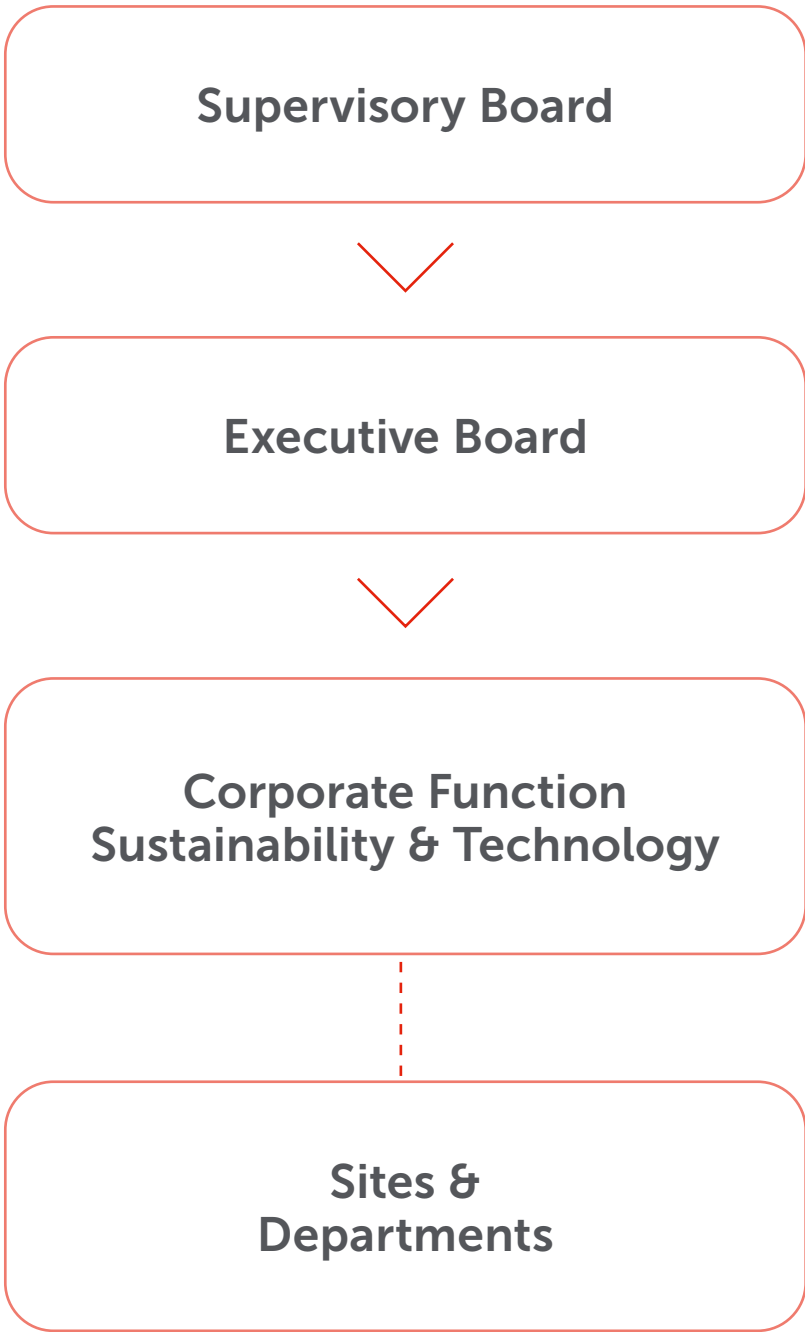 Supervisory Board
Executive Board
Corporate Function
Sustainability & Technology
Sites &
Departments